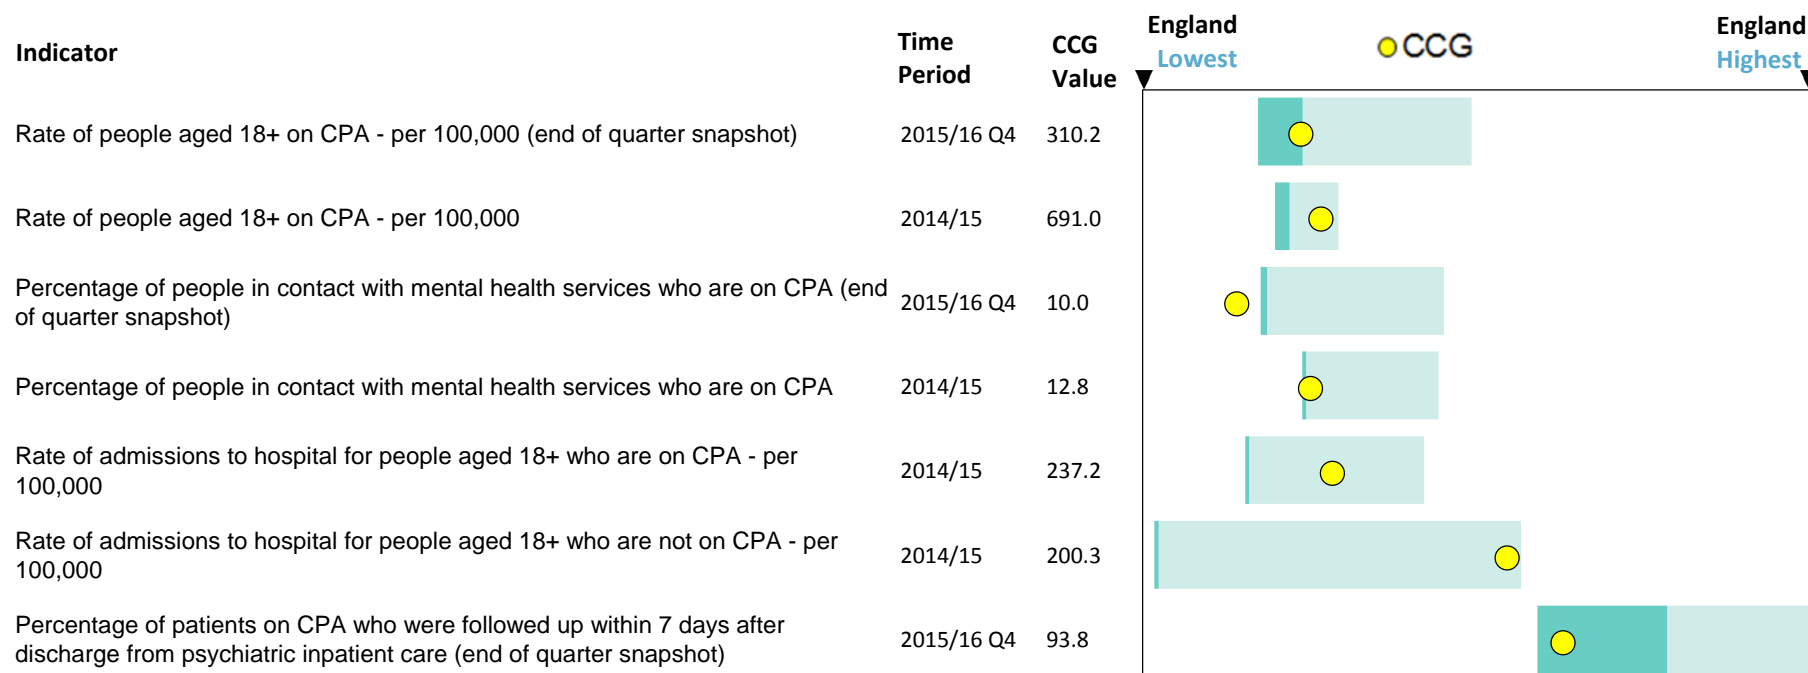 Indicator
Time Period
CCG Value
England Lowest
CCG
England Highest
Rate of people aged 18+ on CPA - per 100,000 (end of quarter snapshot) 2015/16 Q4 310.2
Rate of people aged 18+ on CPA - per 100,000 2014/15 691.0
Percentage of people in contact with mental health services who are on CPA (end
of quarter snapshot) 2015/16 Q4 10.0
Percentage of people in contact with mental health services who are on CPA 2014/15 12.8
Rate of admissions to hospital for people aged 18+ who are on CPA - per
100,000 2014/15 237.2
Rate of admissions to hospital for people aged 18+ who are not on CPA - per
100,000 2014/15 200.3
Percentage of patients on CPA who were followed up within 7 days after
discharge from psychiatric inpatient care (end of quarter snapshot) 2015/16 Q4 93.8